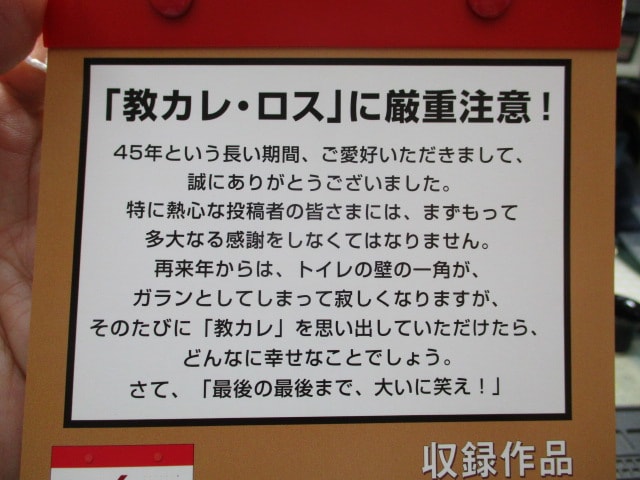 「教カレ・ロス」に厳重注意！
45年という長い期間、ご愛好いただきまして、
誠にありがとうございました。
特に熱心な投稿者の皆さまには、まずもって
多大なる感謝をしなくてはなりません。
再来年からは、トイレの壁の一角が、
ガランとしてしまって寂しくなりますが、
そのたびに「教カレ」を思い出していただけたら、
どんなに幸せなことでしょう。
さて、「最後の最後まで、大いに笑え！」
収録作品